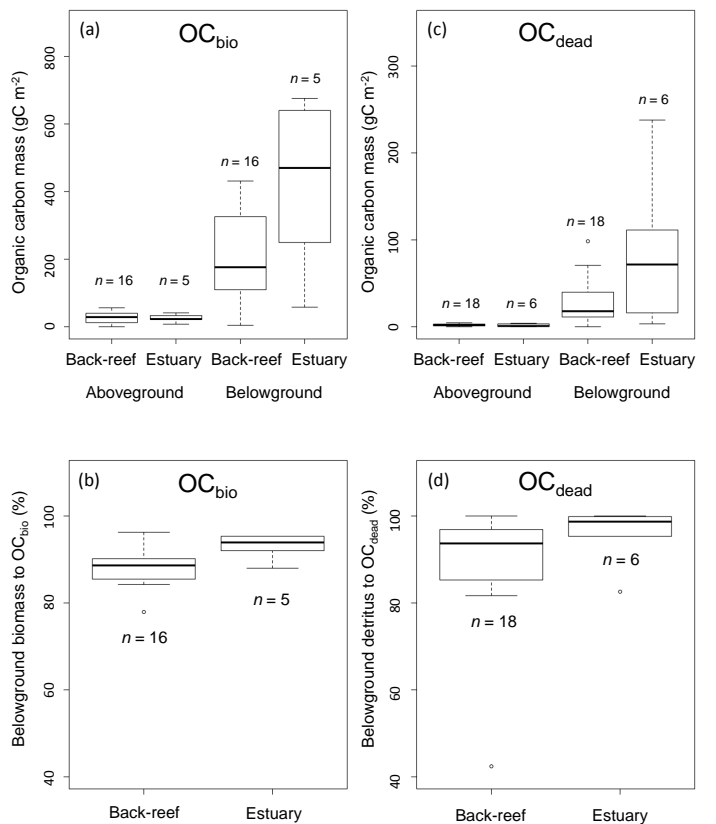 (a) OCbio
Organic carbon mass (gC m-2)
800
600
400
200
0
n = 16
n = 5
n = 16
n = 5
Back-reef Estuary Back-reef Estuary
Aboveground Belowground
(c) OCdead
Organic carbon mass (gC m-2)
300
200
100
0
n = 18
n = 6
n = 18
n = 6
Back-reef Estuary Back-reef Estuary
Aboveground Belowground
(b) OCbio
Belowground biomass to OCbio (%)
100
80
60
40
n = 16
n = 5
Back-reef Estuary
(d) OCdead
Belowground detritus to OCdead (%)
100
80
60
40
n = 18
n = 6
Back-reef Estuary